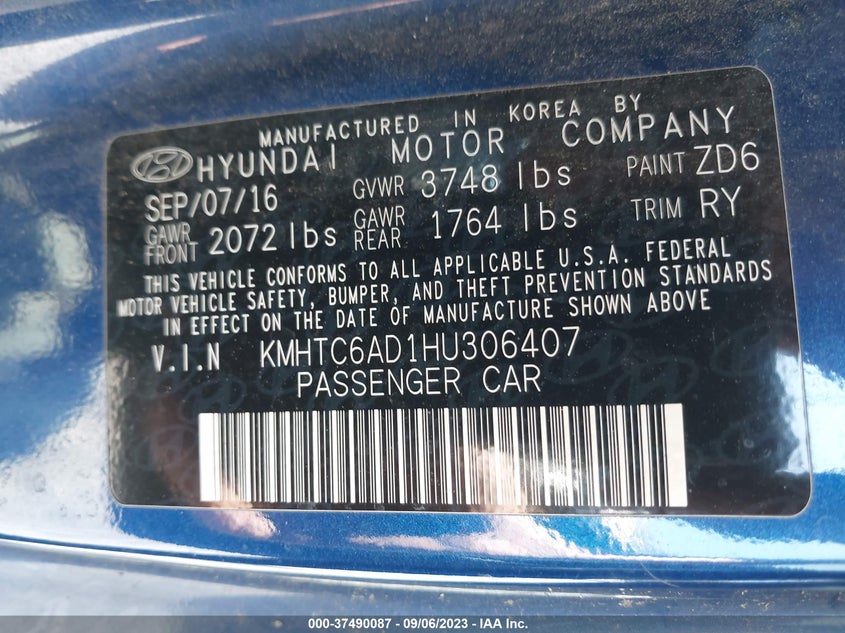 MANUFACTURED IN KOREA BY
HYUNDAI MOTOR COMPANY
SEP/07/16 GVWR 3748 lbs PAINT ZD6
GAWR FRONT 2072 lbs GAWR REAR 1764 lbs TRIM RY
THIS VEHICLE CONFORMS TO ALL APPLICABLE U.S.A. FEDERAL
MOTOR VEHICLE SAFETY, BUMPER, AND THEFT PREVENTION STANDARDS
IN EFFECT ON THE DATE OF MANUFACTURE SHOWN ABOVE
V.I.N KMHTC6AD1HU306407
PASSENGER CAR
000-37490087 - 09/06/2023 - IAA Inc.